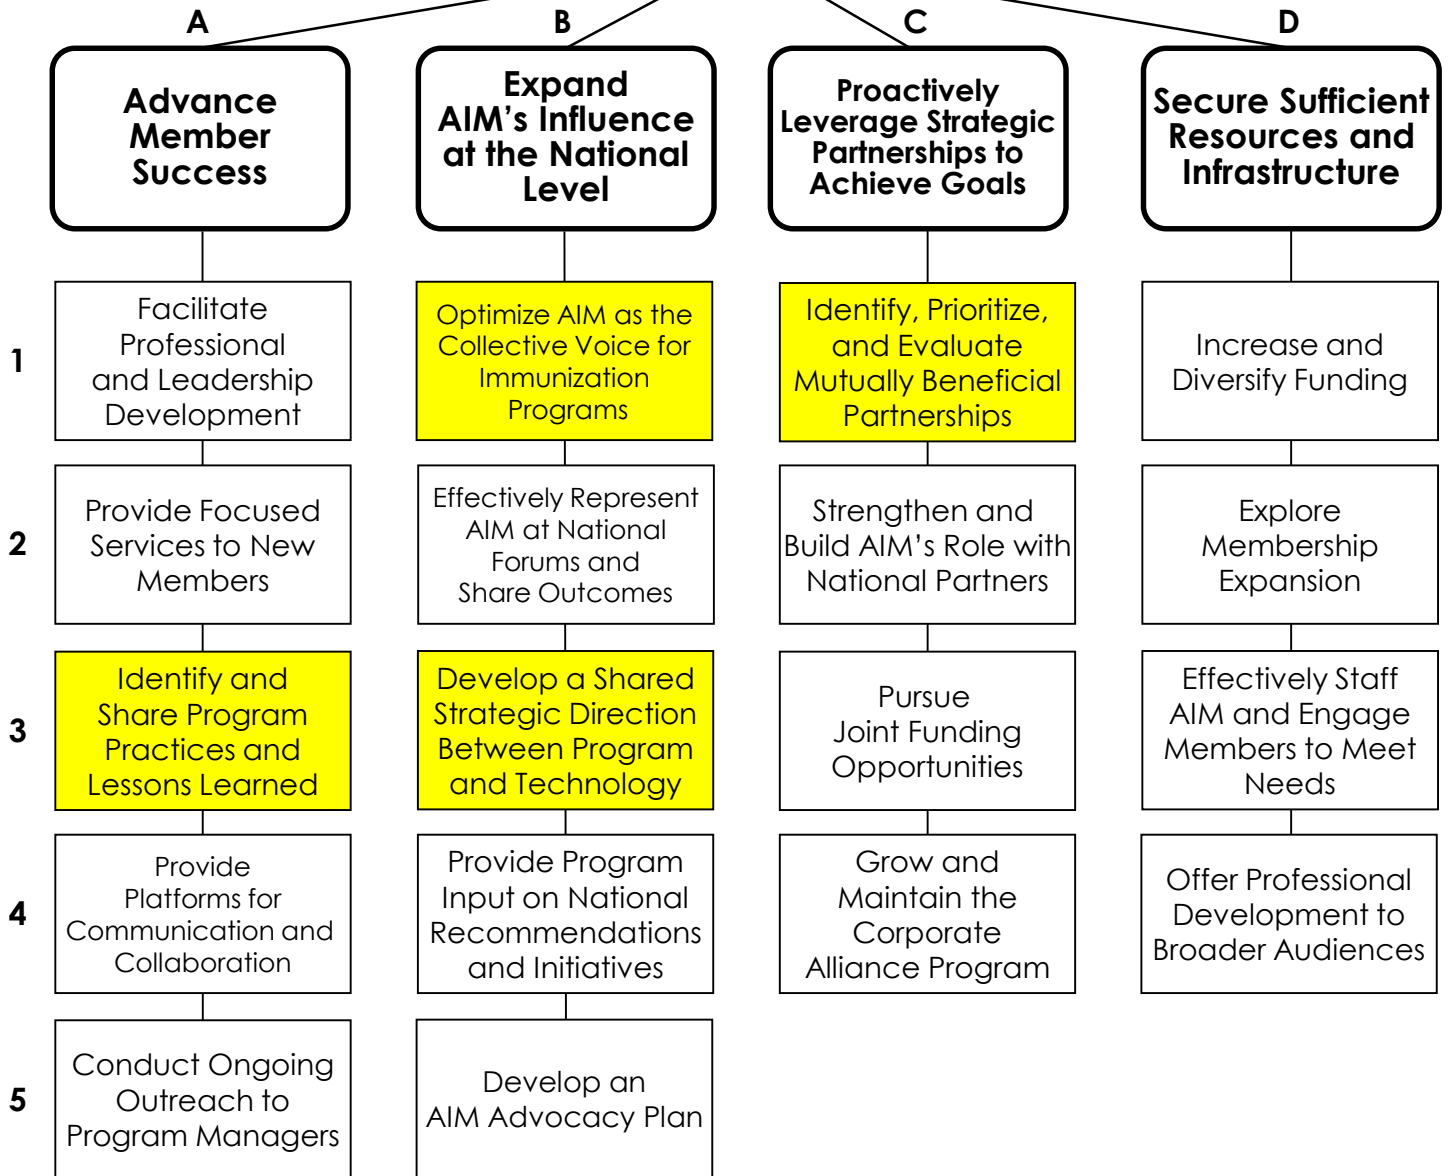 A
B
C
D
Advance
Member
Success
Expand
AIM’s Influence
at the National
Level
Proactively
Leverage Strategic
Partnerships to
Achieve Goals
Secure Sufficient
Resources and
Infrastructure
1
Facilitate
Professional
and Leadership
Development
Optimize AIM as the
Collective Voice for
Immunization
Programs
Identify, Prioritize,
and Evaluate
Mutually Beneficial
Partnerships
Increase and
Diversify Funding
2
Provide Focused
Services to New
Members
Effectively Represent
AIM at National
Forums and
Share Outcomes
Strengthen and
Build AIM’s Role with
National Partners
Explore
Membership
Expansion
3
Identify and
Share Program
Practices and
Lessons Learned
Develop a Shared
Strategic Direction
Between Program
and Technology
Pursue
Joint Funding
Opportunities
Effectively Staff
AIM and Engage
Members to Meet
Needs
4
Provide
Platforms for
Communication and
Collaboration
Provide Program
Input on National
Recommendations
and Initiatives
Grow and
Maintain the
Corporate
Alliance Program
Offer Professional
Development to
Broader Audiences
5
Conduct Ongoing
Outreach to
Program Managers
Develop an
AIM Advocacy Plan